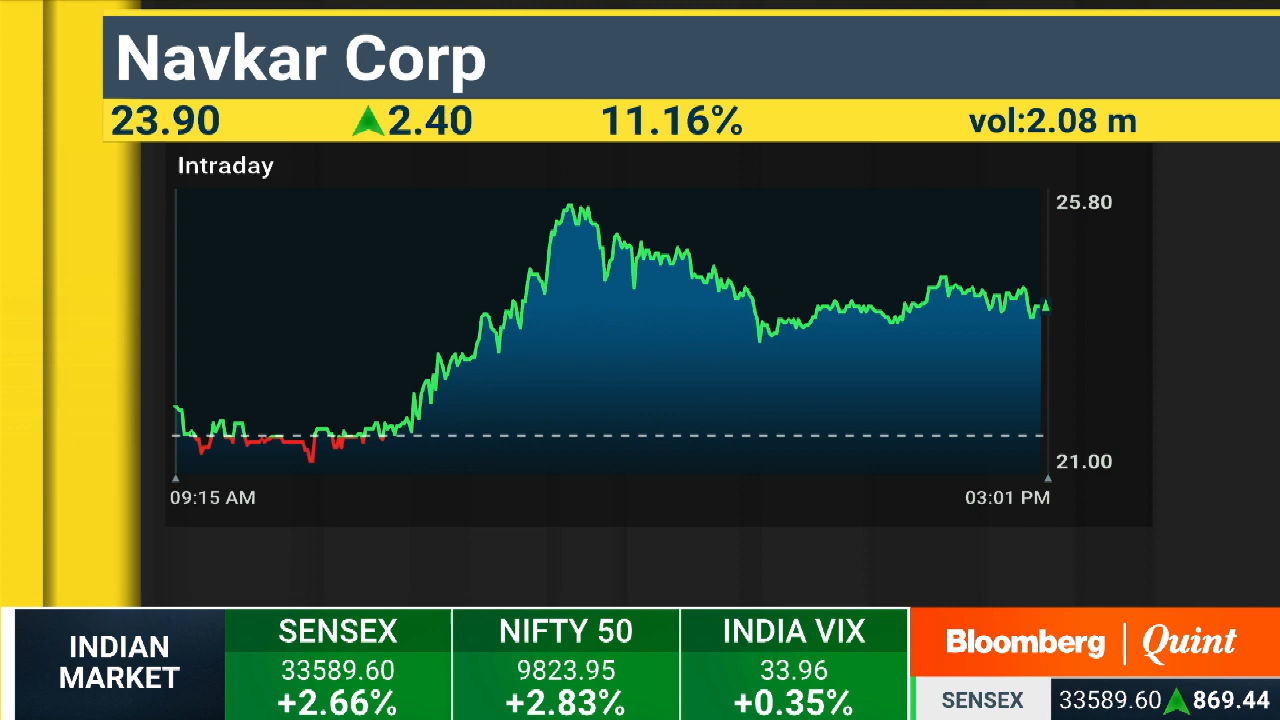 Navkar Corp
23.90 ▲2.40 11.16% vol:2.08 m
Intraday
25.80
21.00
09:15 AM 03:01 PM
INDIAN
MARKET
SENSEX
33589.60
+2.66%
NIFTY 50
9823.95
+2.83%
INDIA VIX
33.96
+0.35%
Bloomberg | Quint
SENSEX 33589.60 ▲869.44